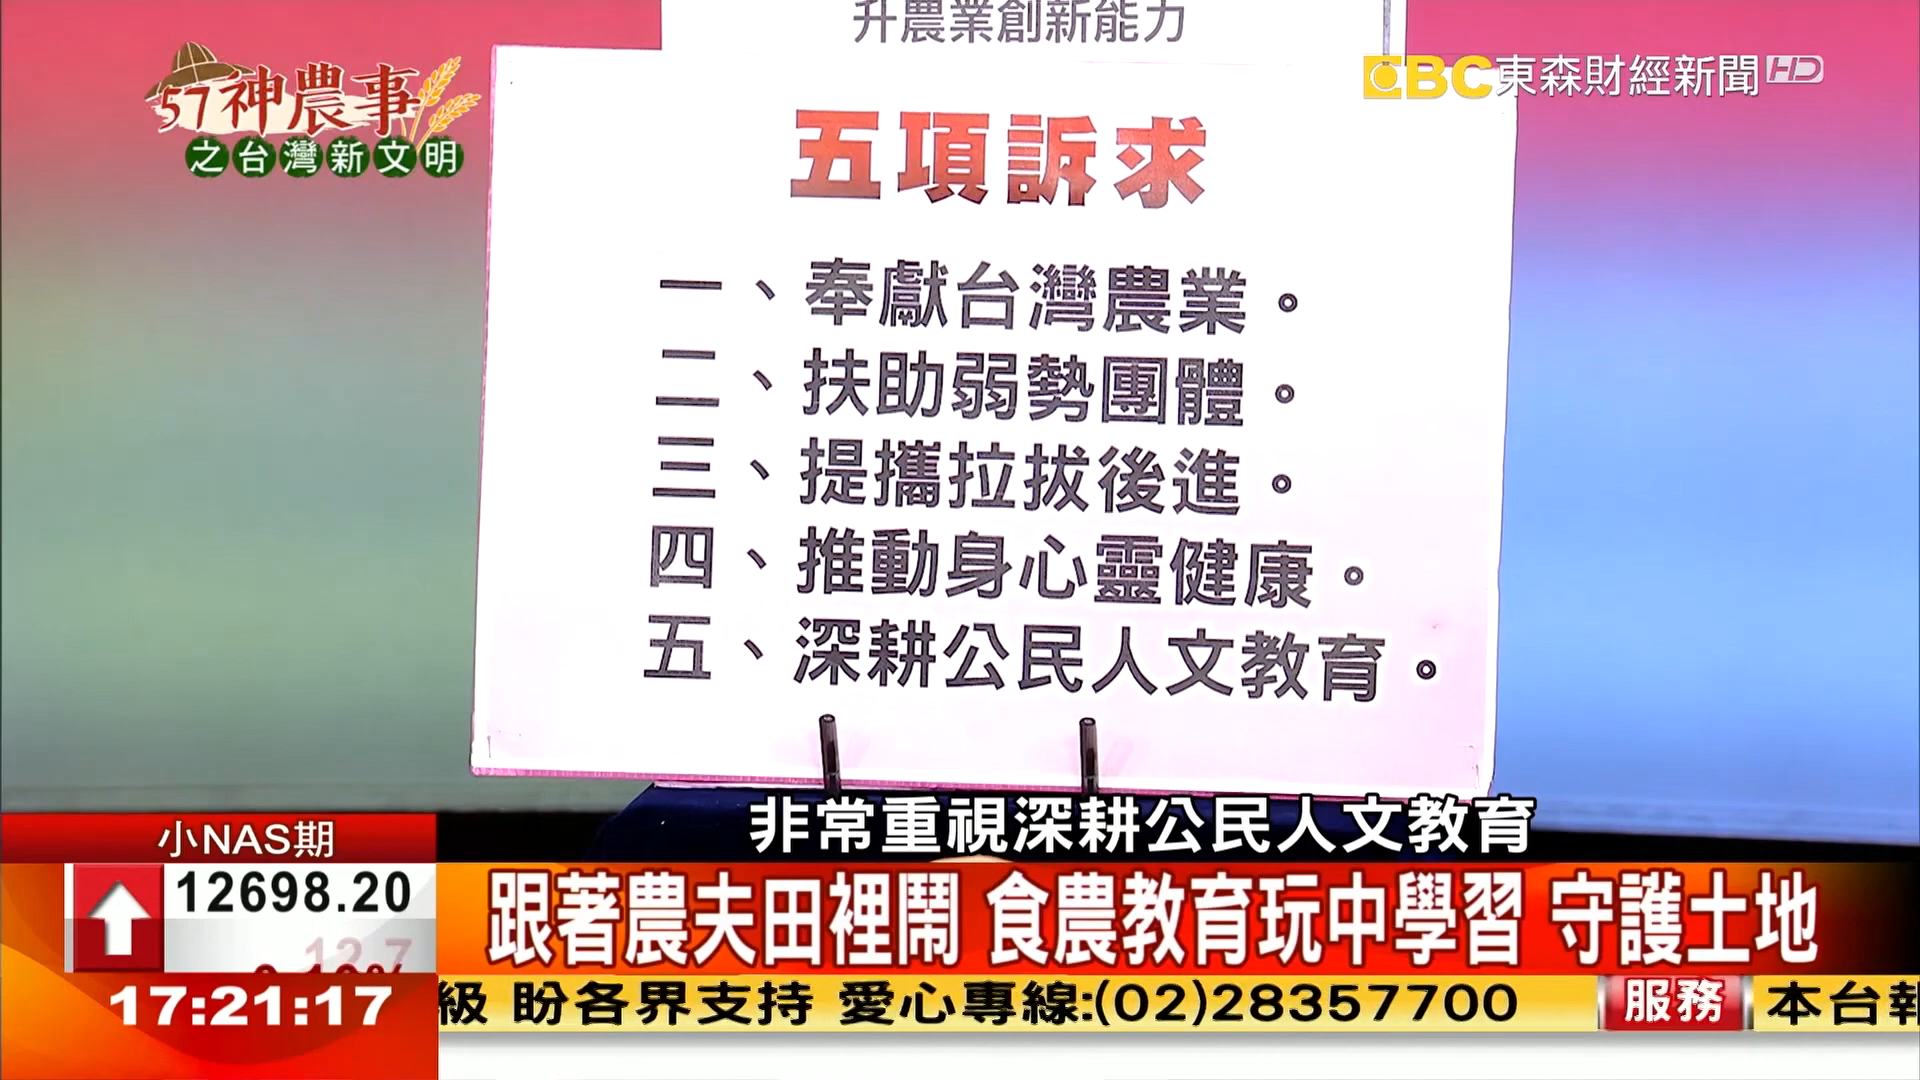 升農業創新能力
57神農事
之台灣新文明
EBC東森財經新聞HD
五項訴求
一、奉獻台灣農業。
二、扶助弱勢團體。
三、提攜拉拔後進。
四、推動身心靈健康。
五、深耕公民人文教育。
非常重視深耕公民人文教育
小NAS期
12698.20
跟著農夫田裡鬧 食農教育玩中學習 守護土地
17:21:17
級 盼各界支持 愛心專線:(02)28357700
服務
本台報